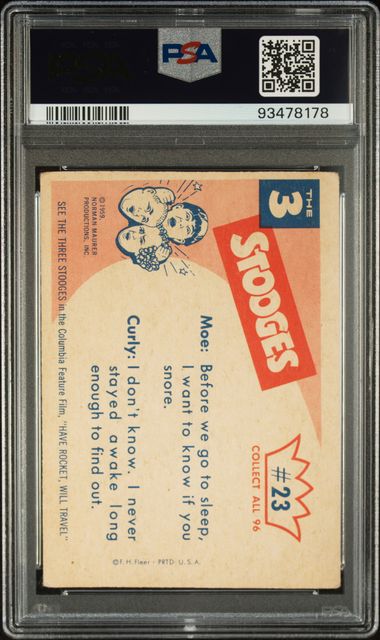 PSA
93478178
THE
3
STOOGES
#23
COLLECT ALL 96
Moe: Before we go to sleep,
I want to know if you
snore.
Curly: I don't know. I never
stayed awake long
enough to find out.
©1959,
NORMAN MAURER
PRODUCTIONS, INC.
SEE THE THREE STOOGES in the Columbia Feature Film, "HAVE ROCKET, WILL TRAVEL"
©F.H. Fleer - PRTD. U.S.A.